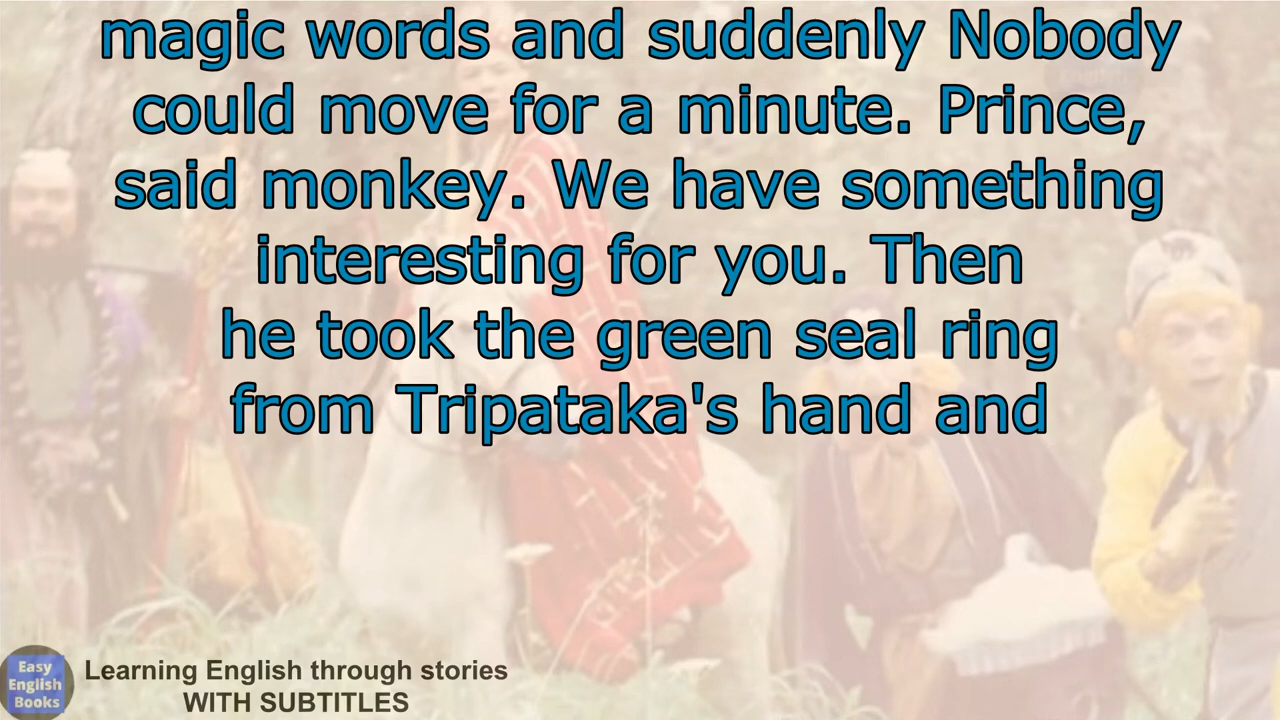 magic words and suddenly Nobody
could move for a minute. Prince,
said monkey. We have something
interesting for you. Then
he took the green seal ring
from Tripataka's hand and
Easy
English
Books
Learning English through stories
WITH SUBTITLES